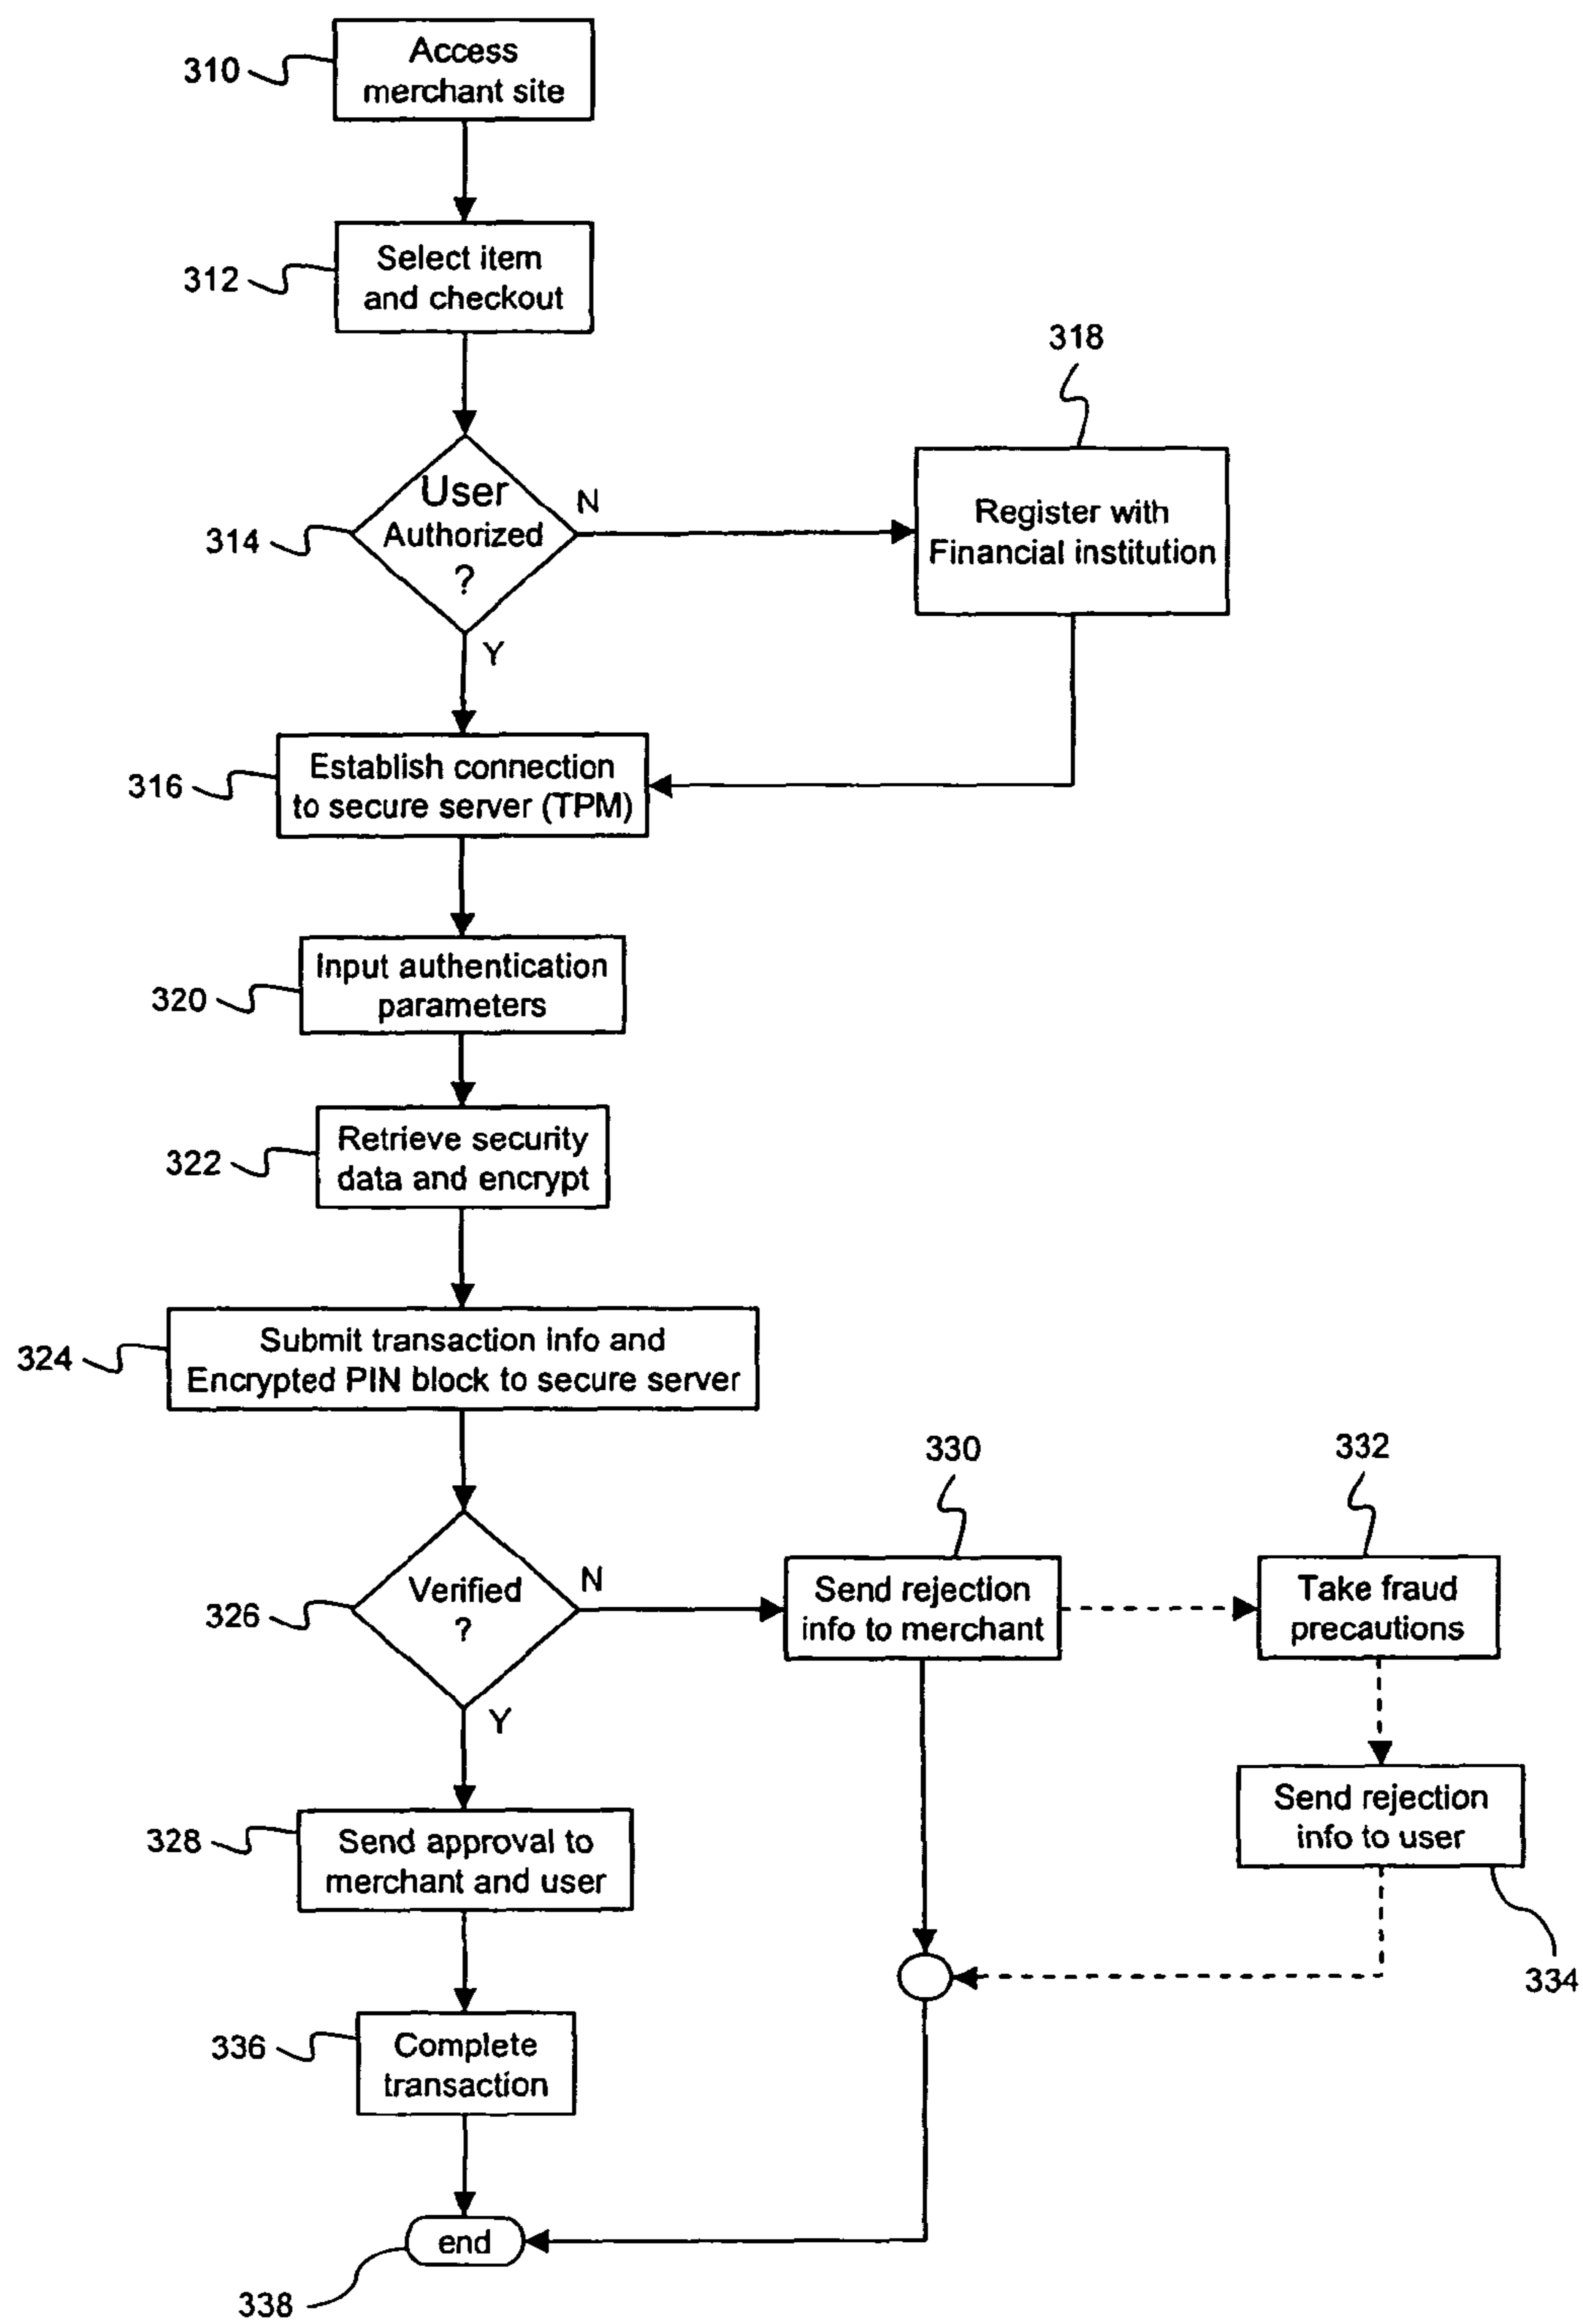 310
Access
merchant site
312
Select item
and checkout
318
314
User
Authorized
?
N
Y
Register with
Financial institution
316
Establish connection
to secure server (TPM)
320
Input authentication
parameters
322
Retrieve security
data and encrypt
324
Submit transaction info and
Encrypted PIN block to secure server
330
332
326
Verified
?
N
Y
Send rejection
info to merchant
Take fraud
precautions
328
Send approval to
merchant and user
Send rejection
info to user
334
336
Complete
transaction
end
338